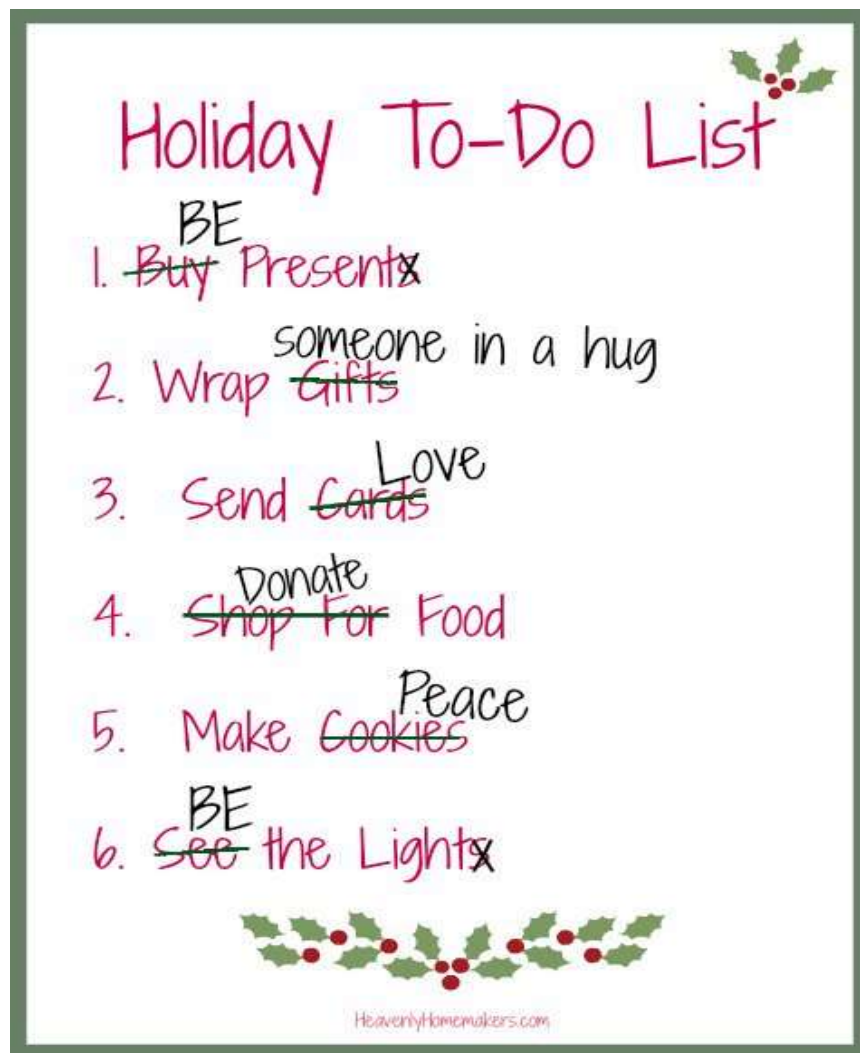 Holiday To-Do List
BE
1. Buy Presents
someone in a hug
2. Wrap Gifts
Love
3. Send Cards
Donate
4. Shop For Food
Peace
5. Make Cookies
BE
6. See the Lights
HeavenlyHomemakers.com